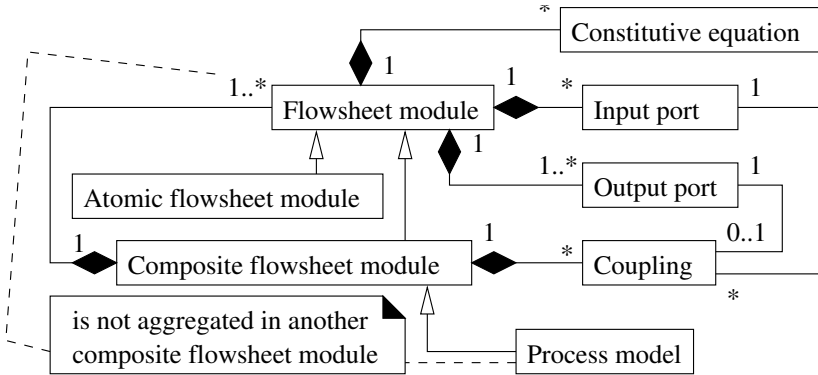 *
Constitutive equation
1
1..*
1
*
1
Flowsheet module
Input port
1
1..*
1
Atomic flowsheet module
Output port
0..1
1
1
*
Composite flowsheet module
Coupling
*
is not aggregated in another
composite flowsheet module
Process model